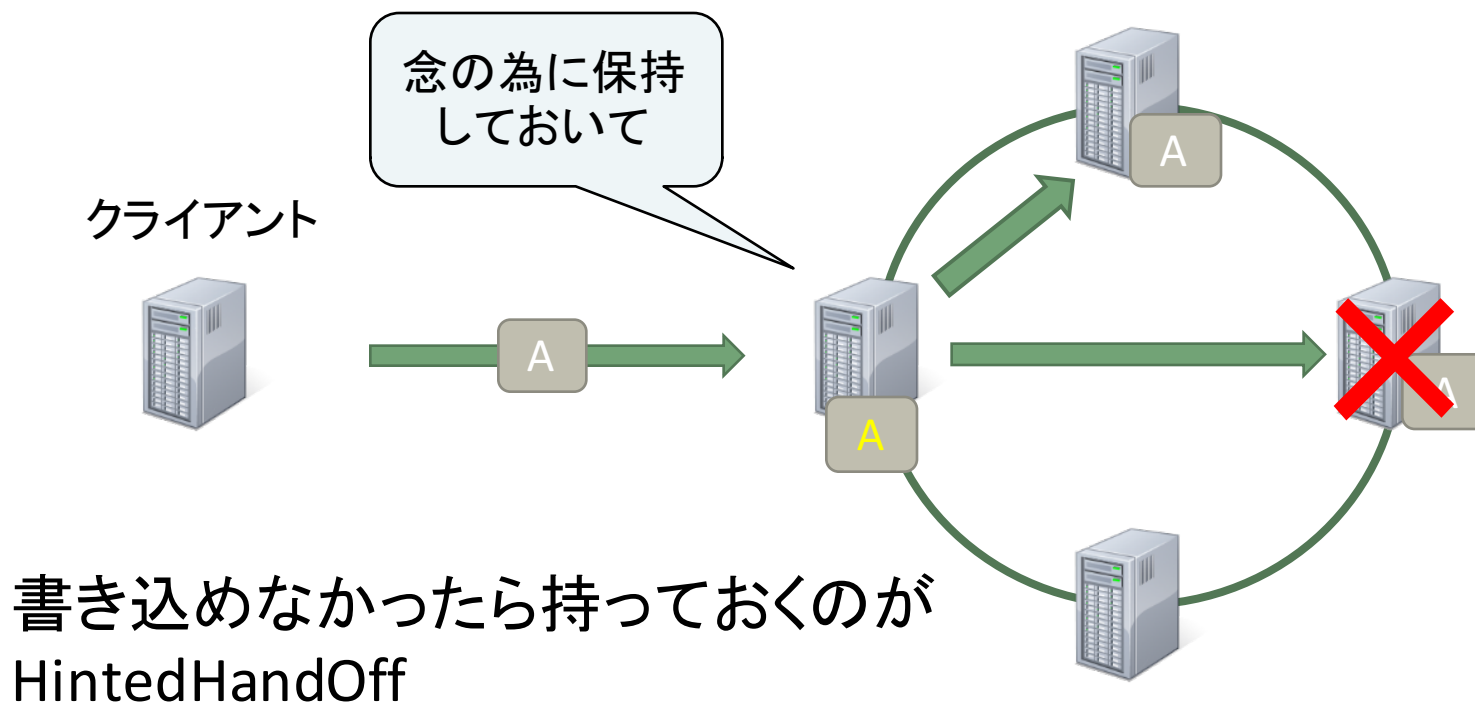 念の為に保持
しておいて
クライアント
A
A
A
A
書き込めなかったら持っておくのが
HintedHandOff